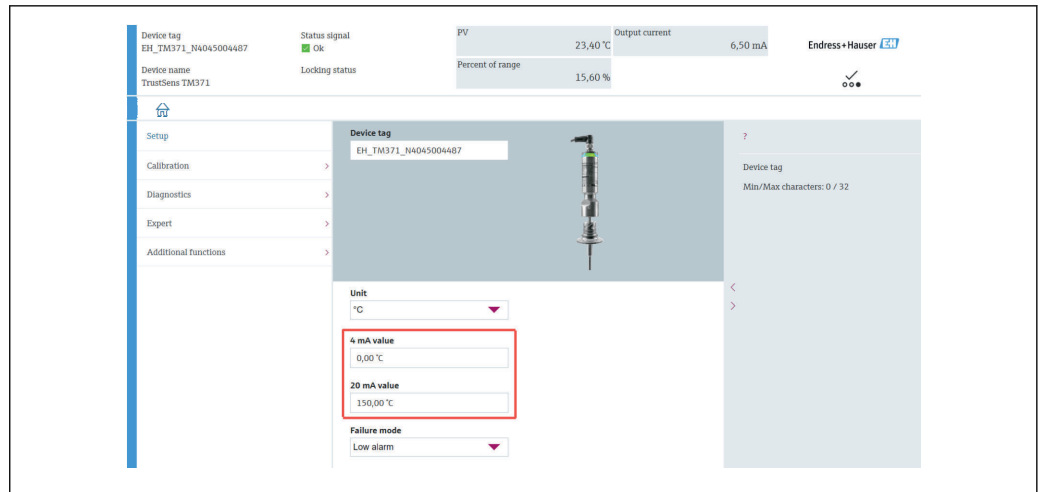 Device tag
EH_TM371_N4045004487
Status signal
Ok
PV
23,40 °C
Output current
6,50 mA
Endress+Hauser EH
Device name
TrustSens TM371
Locking status
Percent of range
15,60 %
Setup
Calibration
Diagnostics
Expert
Additional functions
Device tag
EH_TM371_N4045004487
?
Device tag
Min/Max characters: 0 / 32
Unit
°C
4 mA value
0,00 °C
20 mA value
150,00 °C
Failure mode
Low alarm